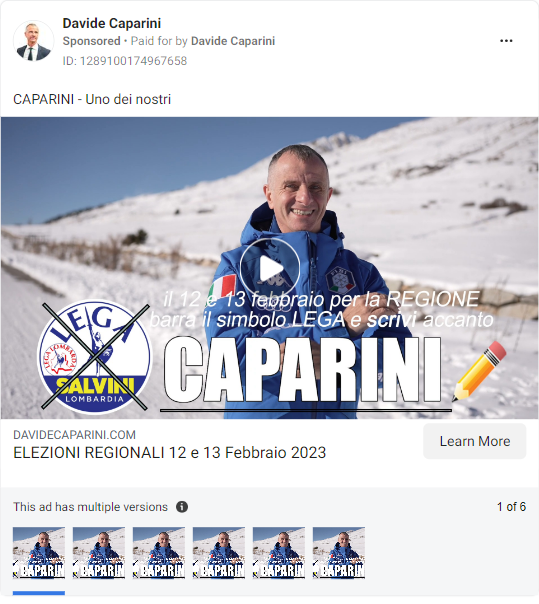 Davide Caparini
Sponsored • Paid for by Davide Caparini
ID: 1289100174967658
CAPARINI - Uno dei nostri
il 12 e 13 febbraio per la REGIONE
barra il simbolo LEGA e scrivi accanto
LEGA
LEGA LOMBARDA
SALVINI
LOMBARDIA
CAPARINI
DAVIDECAPARINI.COM
ELEZIONI REGIONALI 12 e 13 Febbraio 2023
Learn More
This ad has multiple versions
1 of 6
CAPARINI
CAPARINI
CAPARINI
CAPARINI
CAPARINI
CAPARINI